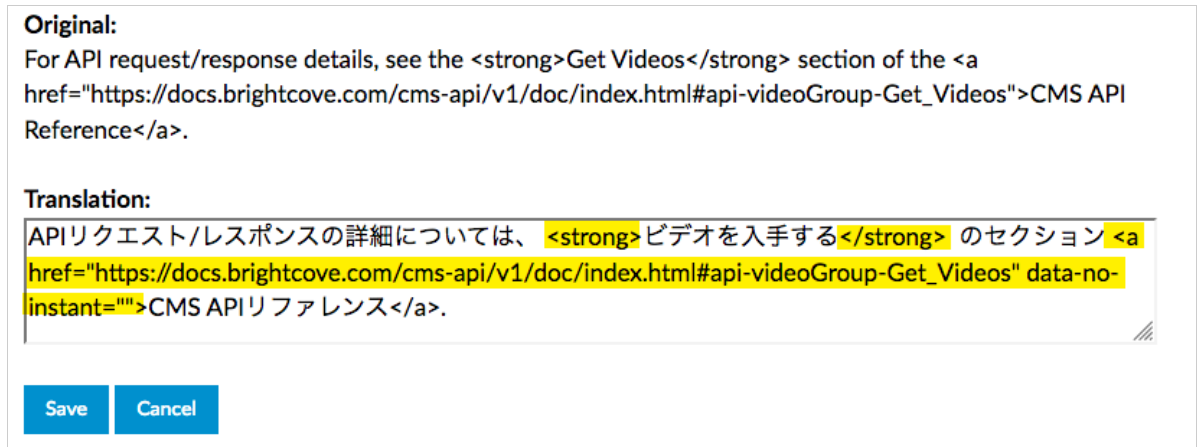 Original:
For API request/response details, see the <strong>Get Videos</strong> section of the <a
href="https://docs.brightcove.com/cms-api/v1/doc/index.html#api-videoGroup-Get_Videos">CMS API
Reference</a>.
Translation:
APIリクエスト/レスポンスの詳細については、 <strong>ビデオを入手する</strong> のセクション <a
href="https://docs.brightcove.com/cms-api/v1/doc/index.html#api-videoGroup-Get_Videos" data-no-
instant="">CMS APIリファレンス</a>.
Save Cancel